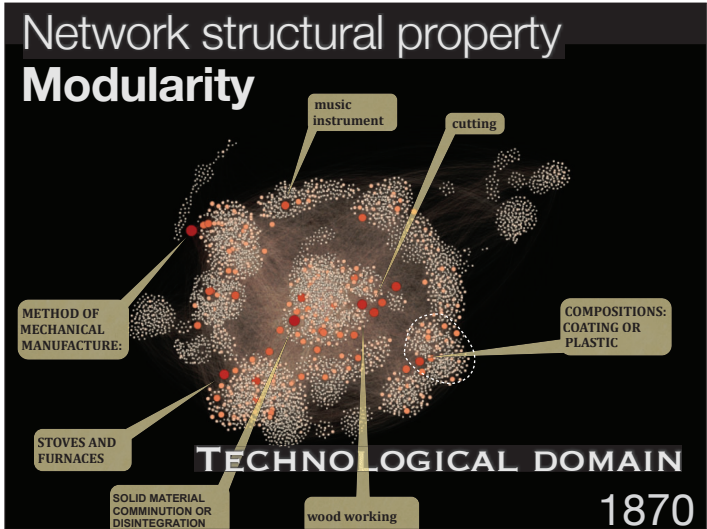 Network structural property
Modularity
music
instrument
cutting
METHOD OF
MECHANICAL
MANUFACTURE:
COMPOSITIONS:
COATING OR
PLASTIC
STOVES AND
FURNACES
TECHNOLOGICAL DOMAIN
SOLID MATERIAL
COMMINUTION OR
DISINTEGRATION
wood working
1870